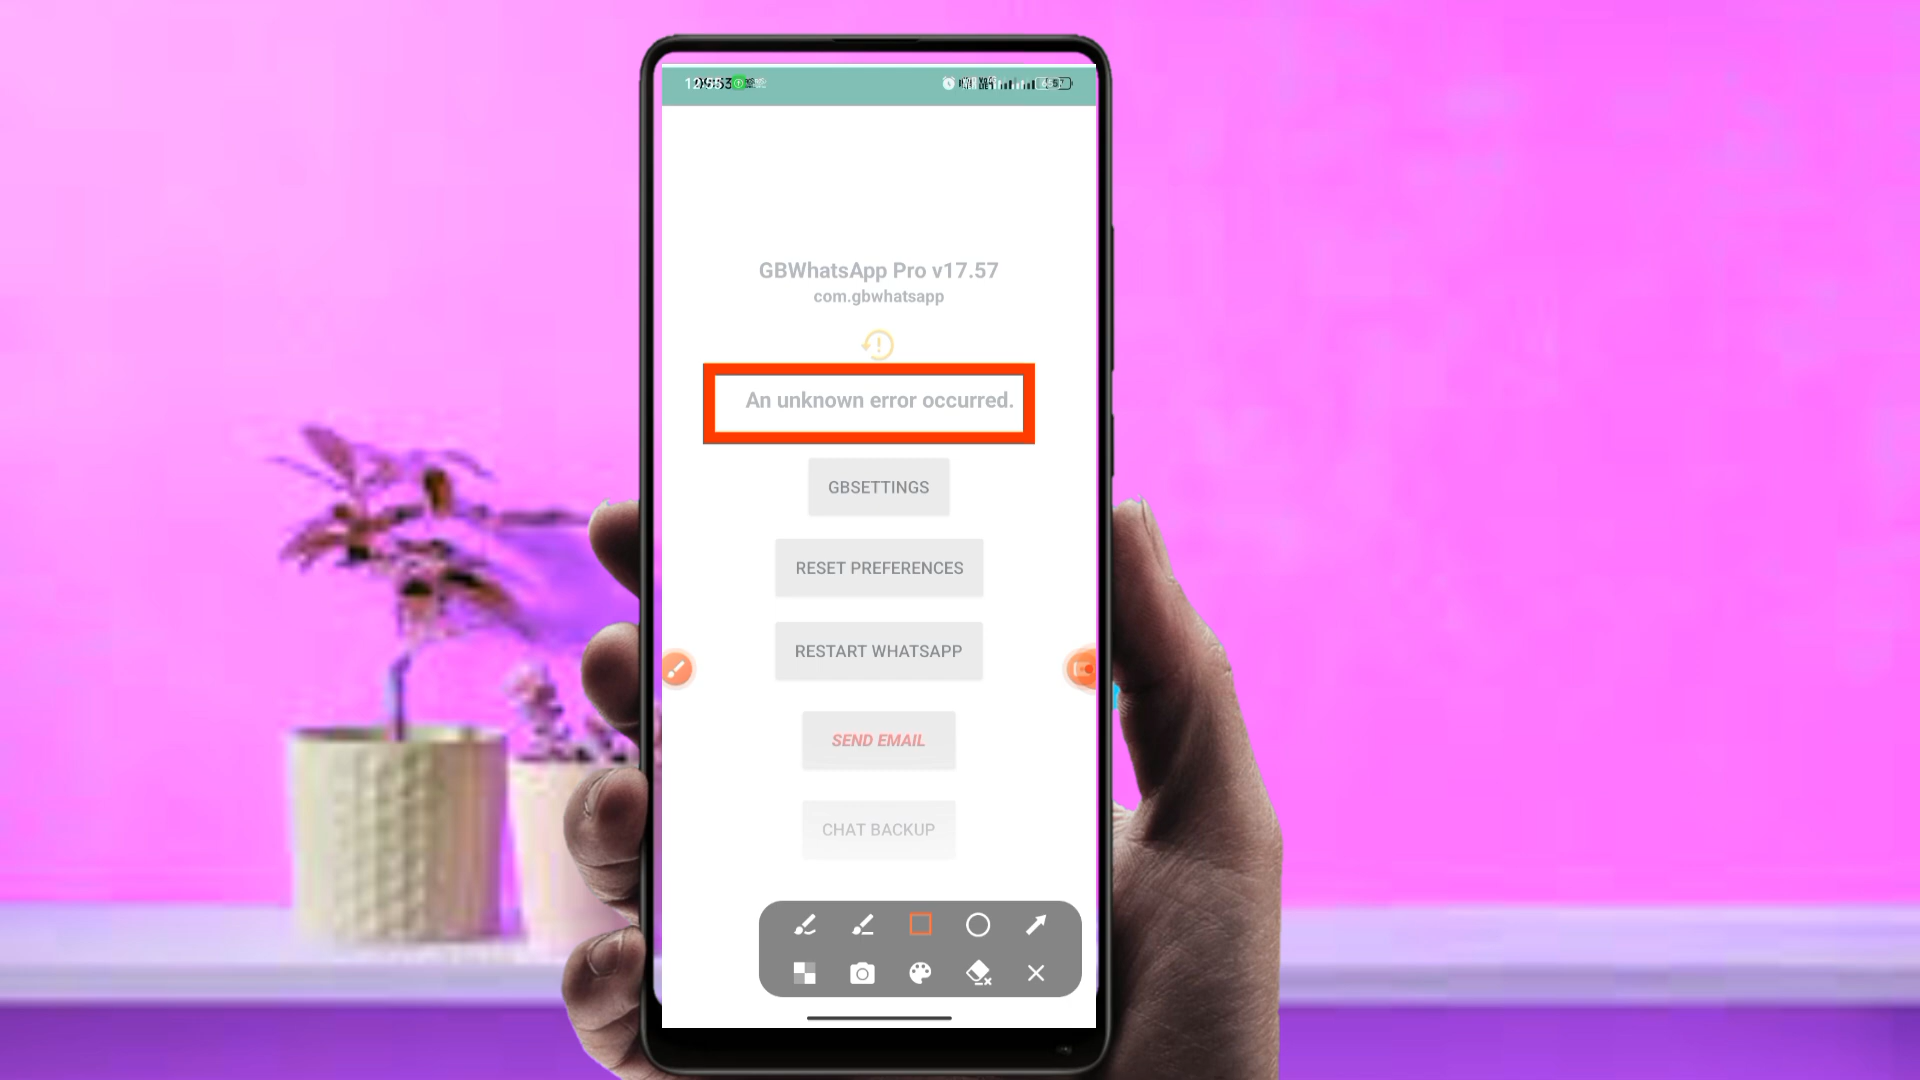 GBWhatsApp Pro v17.57
com.gbwhatsapp
An unknown error occurred.
GBSETTINGS
RESET PREFERENCES
RESTART WHATSAPP
SEND EMAIL
CHAT BACKUP